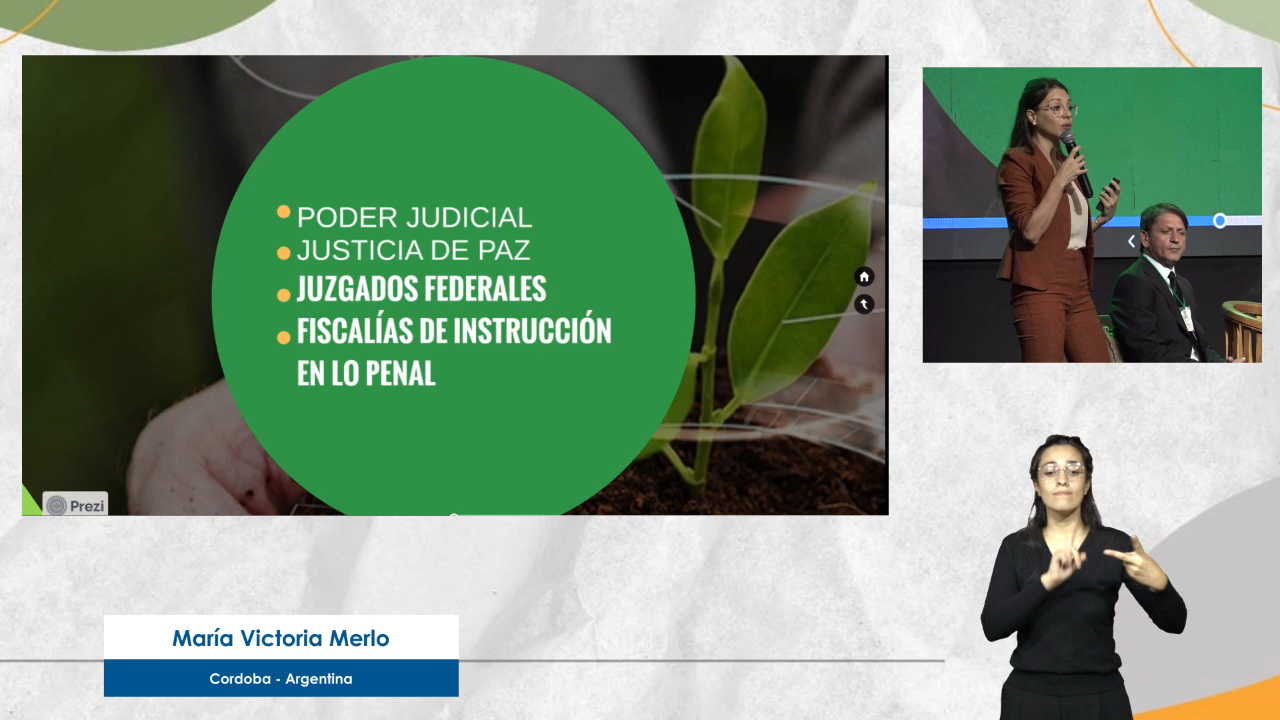 PODER JUDICIAL
JUSTICIA DE PAZ
JUZGADOS FEDERALES
FISCALÍAS DE INSTRUCCIÓN
EN LO PENAL
Prezi
María Victoria Merlo
Cordoba - Argentina